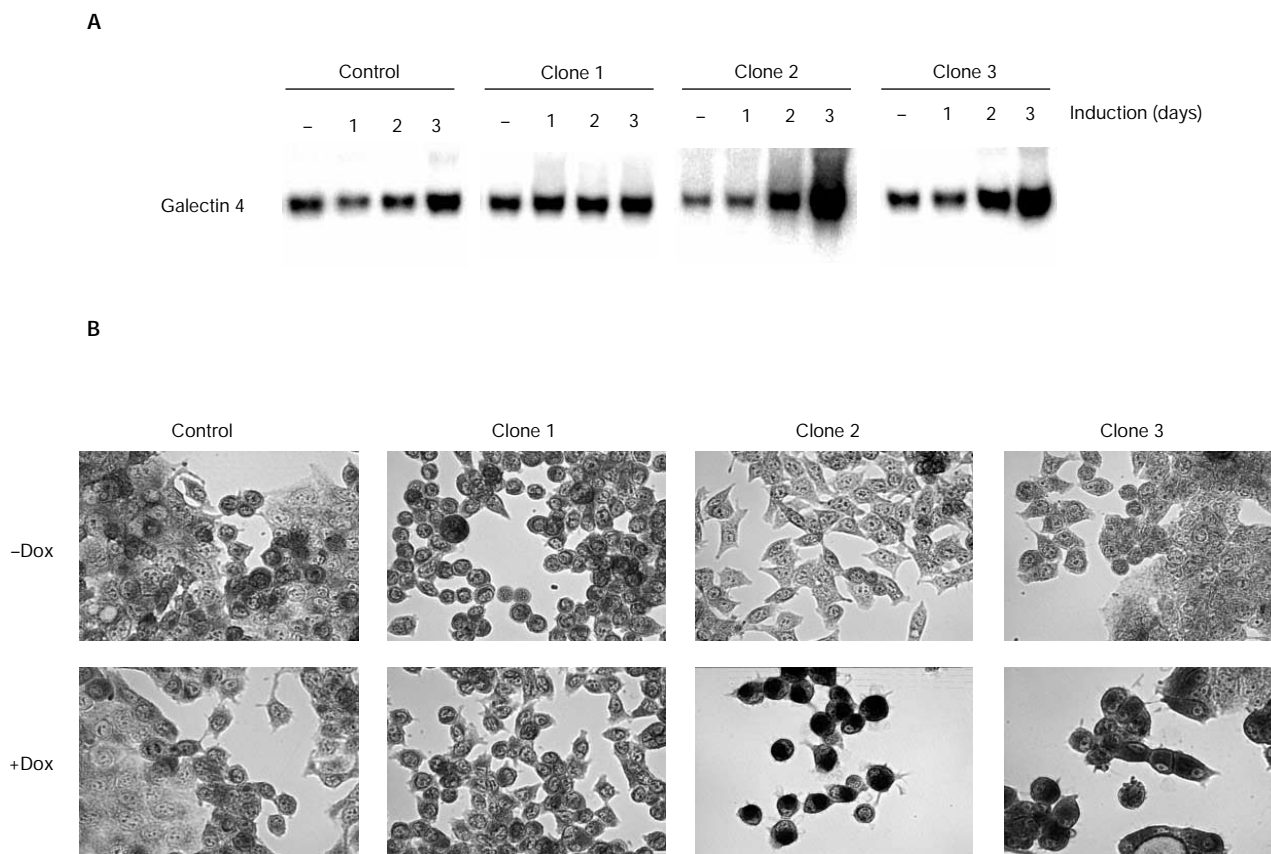 A
Control Clone 1 Clone 2 Clone 3
– 1 2 3 – 1 2 3 – 1 2 3 – 1 2 3 Induction (days)
Galectin 4
B
Control Clone 1 Clone 2 Clone 3
–Dox
+Dox